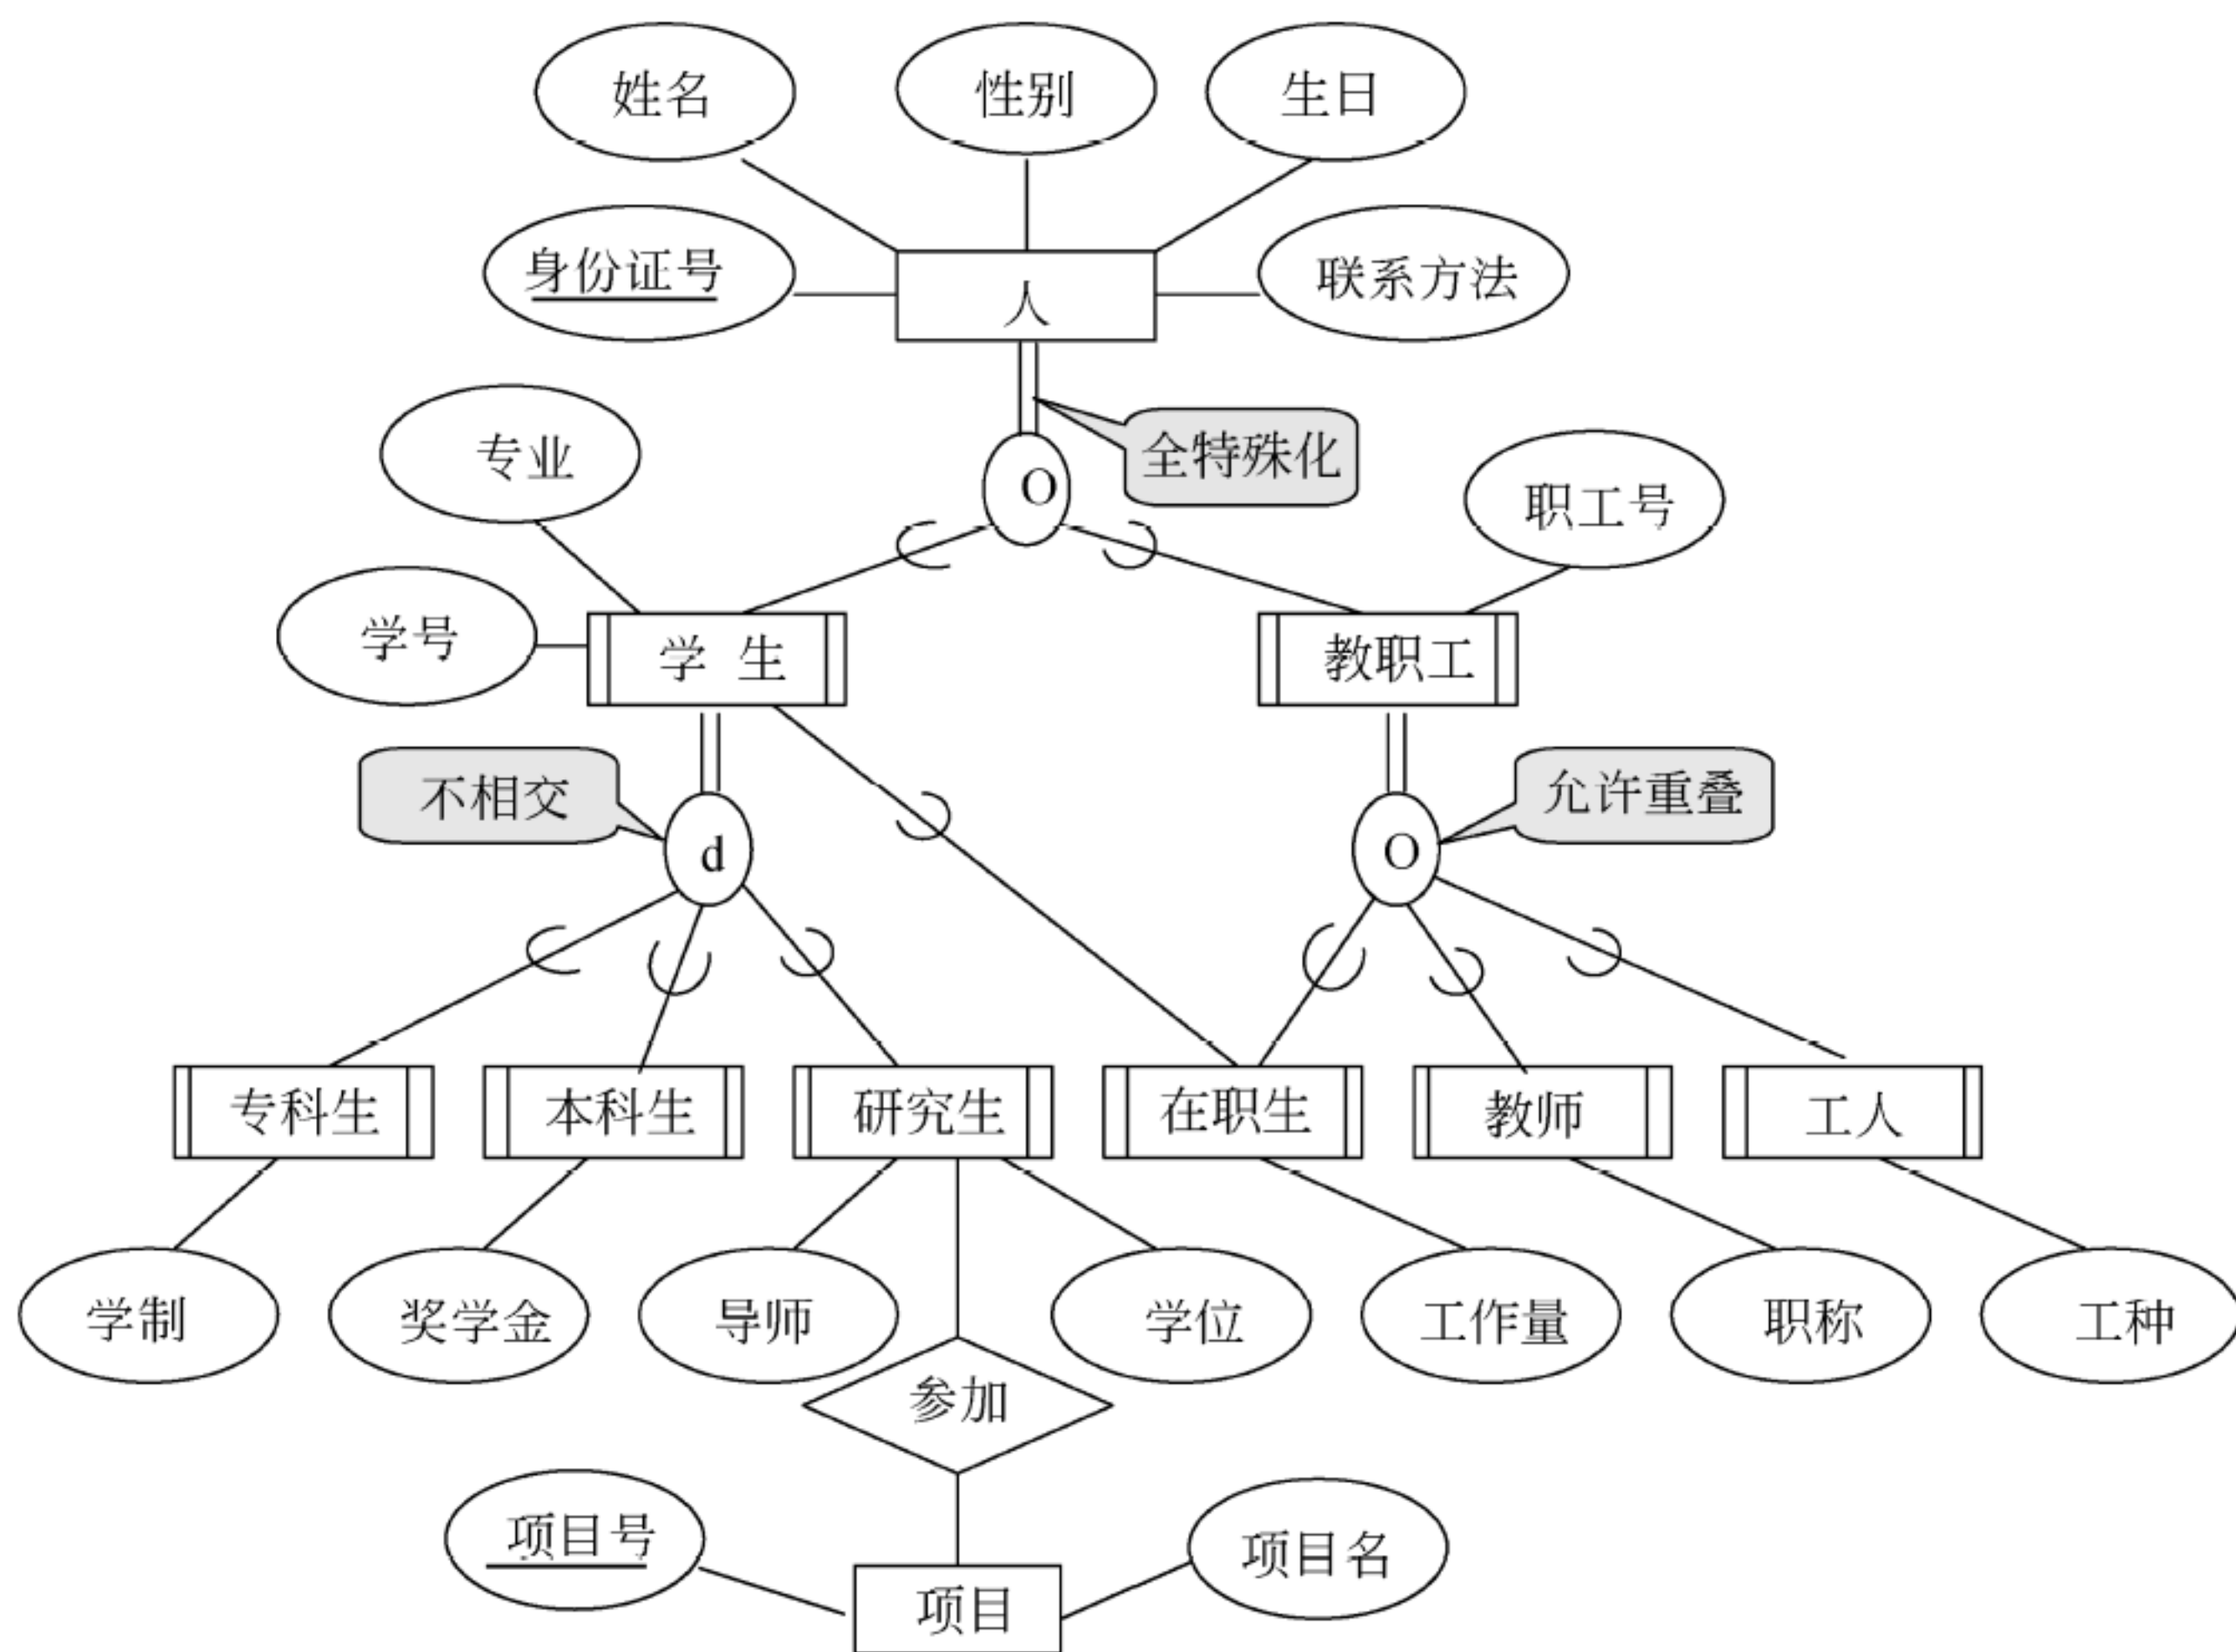 姓名
性别
生日
身份证号
人
联系方法
全特殊化
专业
O
职工号
学号
学 生
教职工
不相交
允许重叠
d
O
专科生
本科生
研究生
在职生
教师
工人
学制
奖学金
导师
学位
工作量
职称
工种
参加
项目号
项目名
项目